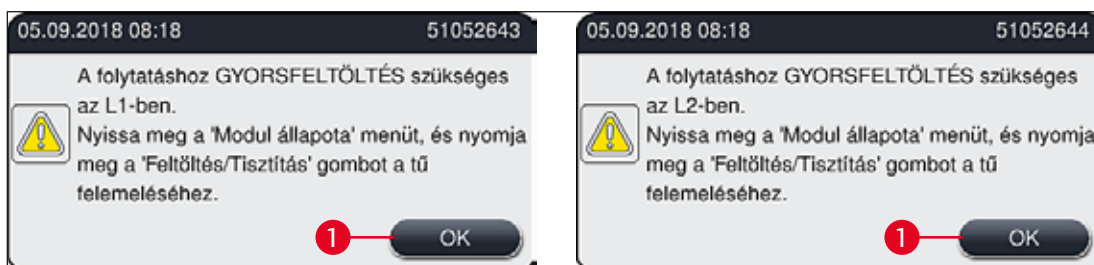 05.09.2018 08:18 51052643
A folytatáshoz GYORSFELTÖLTÉS szükséges
az L1-ben.
Nyissa meg a 'Modul állapota' menüt, és nyomja
meg a 'Feltöltés/Tisztítás' gombot a tű
felemeléséhez.
1 OK
05.09.2018 08:18 51052644
A folytatáshoz GYORSFELTÖLTÉS szükséges
az L2-ben.
Nyissa meg a 'Modul állapota' menüt, és nyomja
meg a 'Feltöltés/Tisztítás' gombot a tű
felemeléséhez.
1 OK